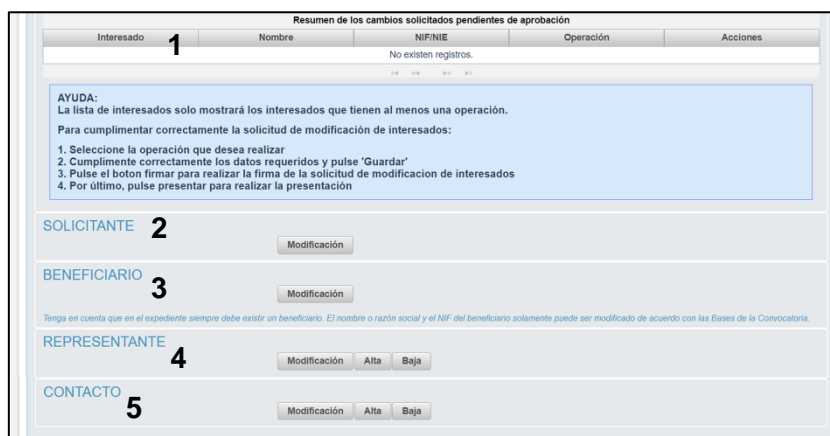 Resumen de los cambios solicitados pendientes de aprobación
Interesado 1 Nombre NIF/NIE Operación Acciones
No existen registros.
AYUDA:
La lista de interesados solo mostrará los interesados que tienen al menos una operación.
Para cumplimentar correctamente la solicitud de modificación de interesados:
1. Seleccione la operación que desea realizar
2. Cumplimente correctamente los datos requeridos y pulse 'Guardar'
3. Pulse el boton firmar para realizar la firma de la solicitud de modificacion de interesados
4. Por último, pulse presentar para realizar la presentación
SOLICITANTE 2
Modificación
BENEFICIARIO 3
Modificación
Tenga en cuenta que en el expediente siempre debe existir un beneficiario. El nombre o razón social y el NIF del beneficiario solamente puede ser modificado de acuerdo con las Bases de la Convocatoria.
REPRESENTANTE 4
Modificación Alta Baja
CONTACTO 5
Modificación Alta Baja